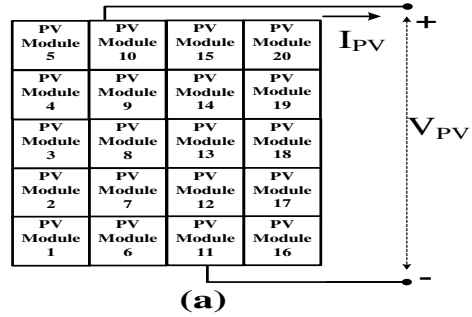 PV Module 5
PV Module 10
PV Module 15
PV Module 20
PV Module 4
PV Module 9
PV Module 14
PV Module 19
PV Module 3
PV Module 8
PV Module 13
PV Module 18
PV Module 2
PV Module 7
PV Module 12
PV Module 17
PV Module 1
PV Module 6
PV Module 11
PV Module 16
+
IPV
VPV
-
(a)